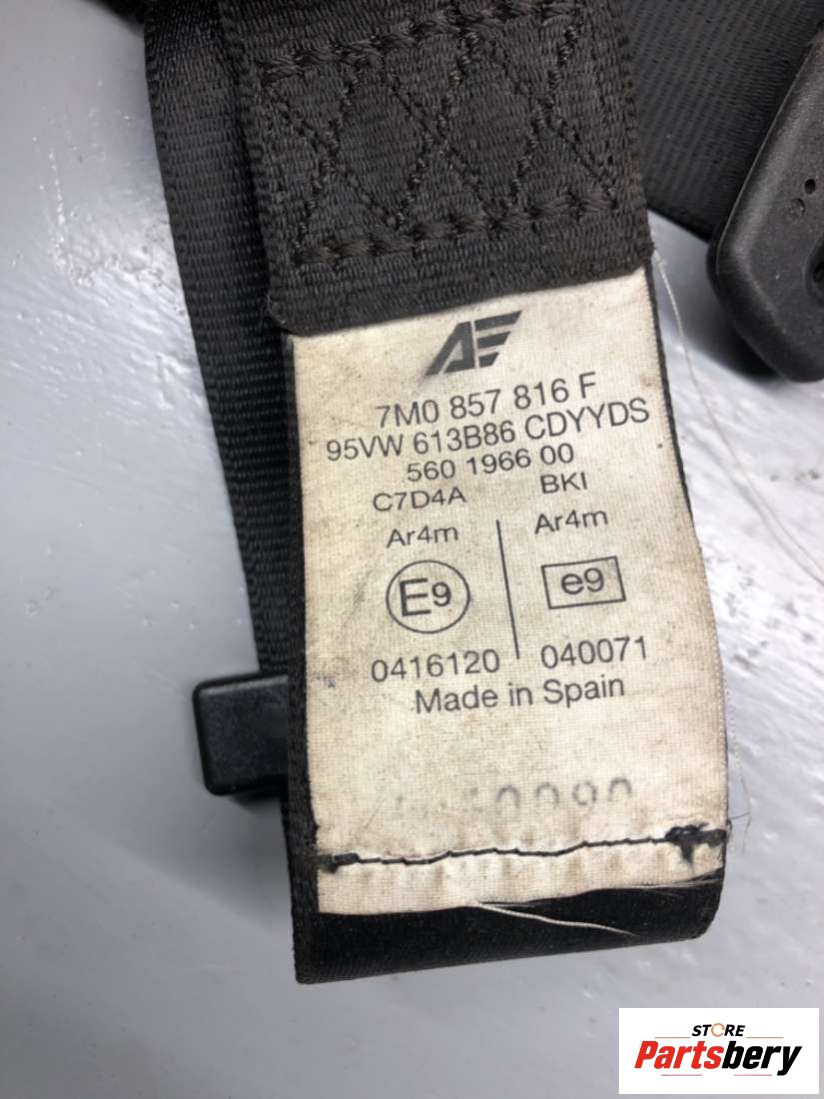 AE
7M0 857 816 F
95VW 613B86 CDYYDS
560 1966 00
C7D4A BKI
Ar4m Ar4m
E9 e9
0416120 040071
Made in Spain
STORE
Partsbery